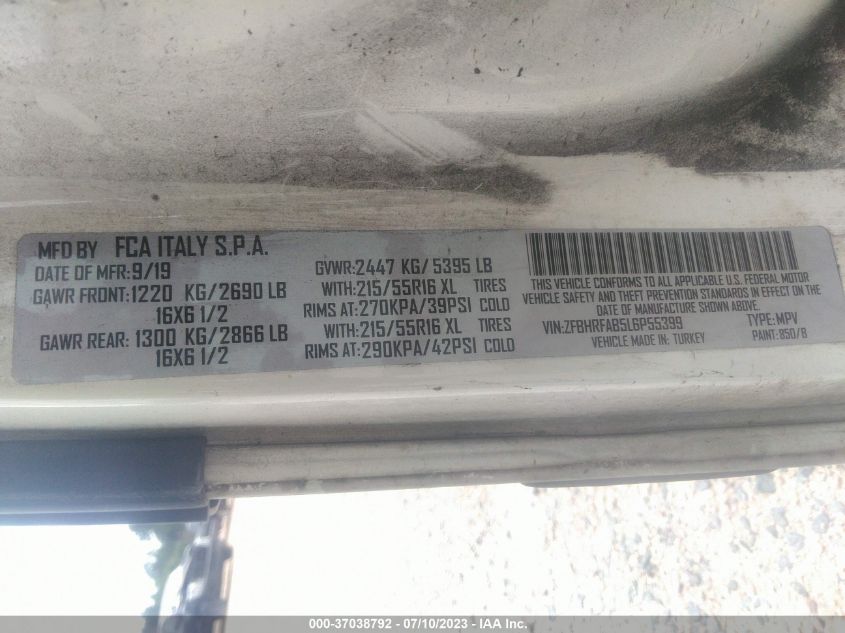 MFD BY FCA ITALY S.P.A.
DATE OF MFR: 9/19
GAWR FRONT: 1220 KG/ 2690 LB
16X6 1/2
GAWR REAR: 1300 KG/ 2866 LB
16X6 1/2
GVWR: 2447 KG/ 5395 LB
WITH: 215/55R16 XL TIRES
RIMS AT: 270KPA/39PSI COLD
WITH: 215/55R16 XL TIRES
RIMS AT: 290KPA/42PSI COLD
THIS VEHICLE CONFORMS TO ALL APPLICABLE U.S. FEDERAL MOTOR
VEHICLE SAFETY AND THEFT PREVENTION STANDARDS IN EFFECT ON THE
DATE OF MANUFACTURE SHOWN ABOVE.
VIN: ZFBHRFAB5L6P55399 TYPE: MPV
VEHICLE MADE IN: TURKEY PAINT: 850/B
000-37038792 - 07/10/2023 - IAA Inc.